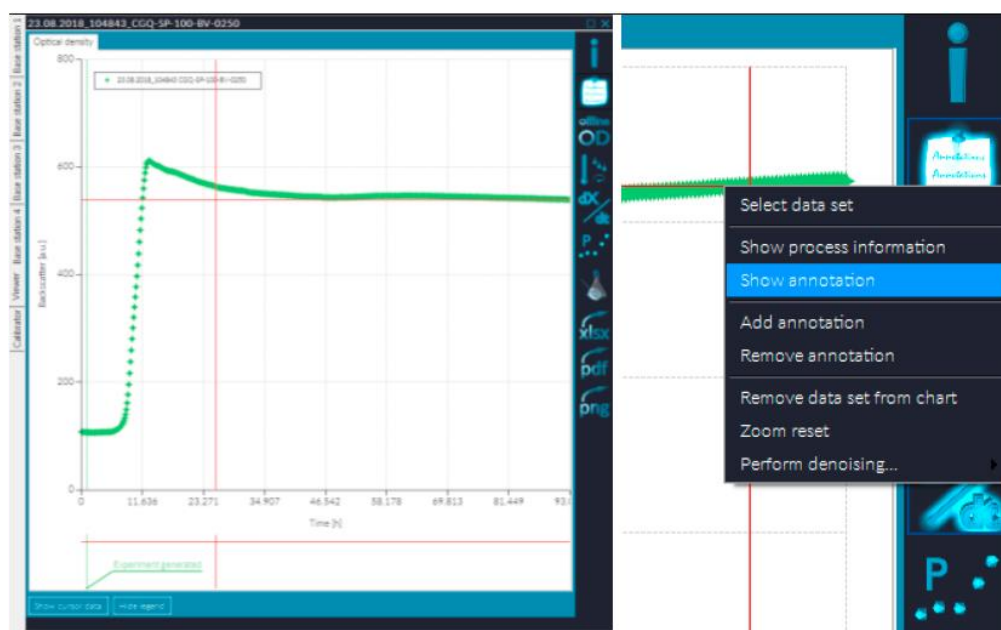 23.08.2018_104843_CGQ-SP-100-BV-0250
Optical density
Base station 1
Base station 2
Base station 3
Base station 4
Viewer
Calibrator
800
600
400
200
0
Backscatter [a.u.]
0 11.636 23.271 34.907 46.542 58.178 69.813 81.449
Time [h]
Experiment generated
Show cursor data
Hide legend
offline
OD
dX/dt
P
xlsx
pdf
png
Annotations
Annotations
Select data set
Show process information
Show annotation
Add annotation
Remove annotation
Remove data set from chart
Zoom reset
Perform denoising...
P